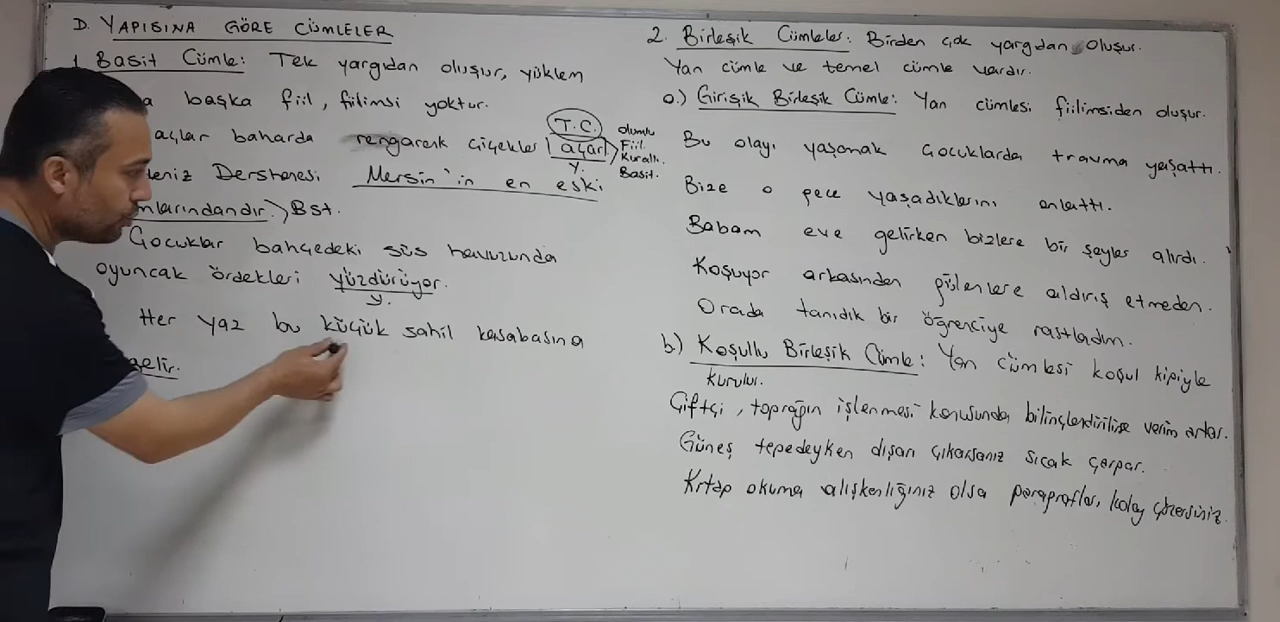 D. YAPISINA GÖRE CÜMLELER
1. Basit Cümle: Tek yargıdan oluşur, yüklem
başka fiil, fiilimsi yoktur.
açlar baharda rengarenk çiçekler açar
T.C.
Y.
olumlu
Fiil.
Kurallı.
Basit.
eniz Dershanesi Mersin'in en eski
nlarındandır. Bst.
Çocuklar bahçedeki süs havuzunda
oyuncak ördekleri yüzdürüyor.
Y.
Her yaz bu küçük sahil kasabasına
gelir.
2. Birleşik Cümleler: Birden çok yargıdan oluşur.
Yan cümle ve temel cümle vardır.
a.) Girişik Birleşik Cümle: Yan cümlesi fiilimsiden oluşur.
Bu olayı yaşamak çocuklarda travma yaşattı.
Bize o gece yaşadıklarını anlattı.
Babam eve gelirken bizlere bir şeyler alırdı.
Koşuyor arkasından gülenlere aldırış etmeden.
Orada tanıdık bir öğrenciye rastladım.
b) Koşullu Birleşik Cümle: Yan cümlesi koşul kipiyle
kurulur.
Çiftçi, toprağın işlenmesi konusunda bilinçlendirilse verim artar.
Güneş tepedeyken dışarı çıkarsanız sıcak çarpar.
Kitap okuma alışkanlığınız olsa paragrafları kolay çözersiniz.